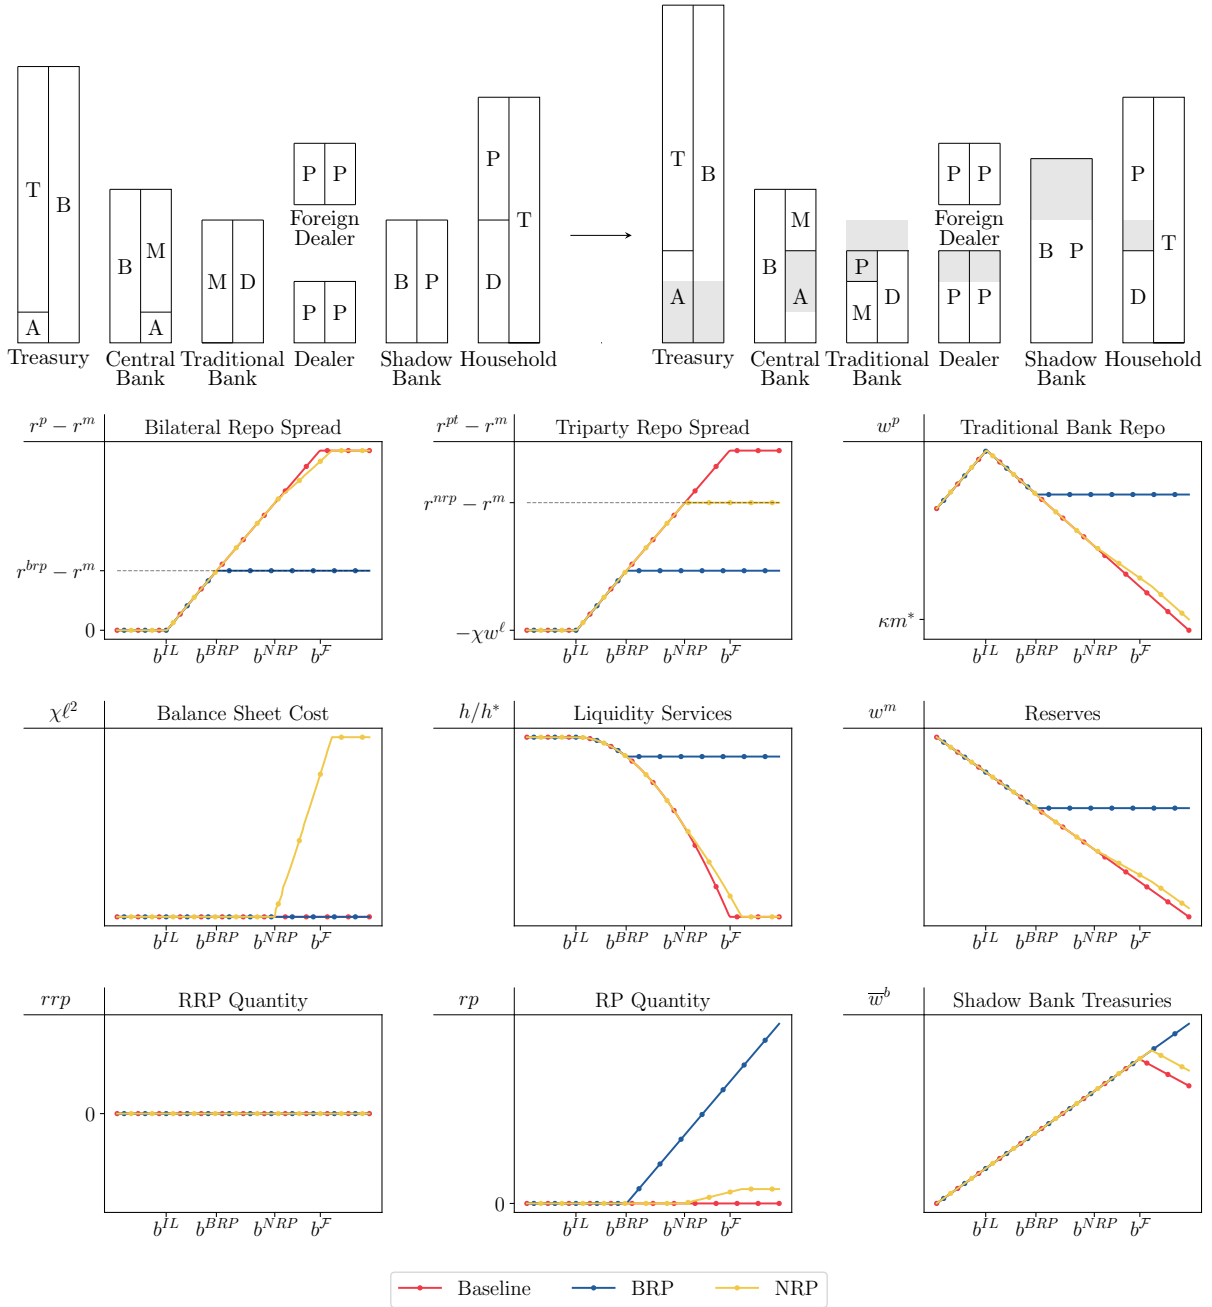 T B A
B M A
M D
P P
Foreign
Dealer
P P
B P
P T D
Treasury Central Bank Traditional Bank Dealer Shadow Bank Household
T B A
B M A
P M D
P P
Foreign
Dealer
P P
B P
P T D
Treasury Central Bank Traditional Bank Dealer Shadow Bank Household
r^p − r^m Bilateral Repo Spread
r^{brp} − r^m
0
b^{IL} b^{BRP} b^{NRP} b^ℱ
r^{pt} − r^m Triparty Repo Spread
r^{nrp} − r^m
−χw^ℓ
b^{IL} b^{BRP} b^{NRP} b^ℱ
w^p Traditional Bank Repo
κm^*
b^{IL} b^{BRP} b^{NRP} b^ℱ
χℓ^2 Balance Sheet Cost
b^{IL} b^{BRP} b^{NRP} b^ℱ
h/h^* Liquidity Services
b^{IL} b^{BRP} b^{NRP} b^ℱ
w^m Reserves
b^{IL} b^{BRP} b^{NRP} b^ℱ
rrp RRP Quantity
0
b^{IL} b^{BRP} b^{NRP} b^ℱ
rp RP Quantity
0
b^{IL} b^{BRP} b^{NRP} b^ℱ
w̅^b Shadow Bank Treasuries
b^{IL} b^{BRP} b^{NRP} b^ℱ
Baseline BRP NRP